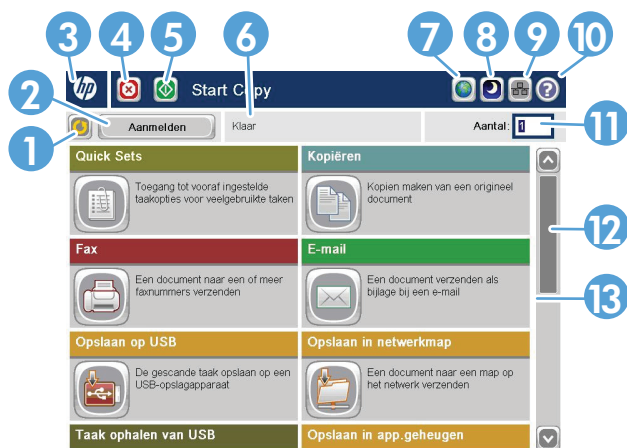 3 4 5 6 7 8 9 10
hp Start Copy ?
2 1 Aanmelden Klaar Aantal: 1 11
Quick Sets
Toegang tot vooraf ingestelde
taakopties voor veelgebruikte taken
Kopiëren
Kopien maken van een origineel
document
12
Fax
Een document naar een of meer
faxnummers verzenden
E-mail
Een document verzenden als
bijlage bij een e-mail
13
Opslaan op USB
De gescande taak opslaan op een
USB-opslagapparaat
Opslaan in netwerkmap
Een document naar een map op
het netwerk verzenden
Taak ophalen van USB
Opslaan in app.geheugen